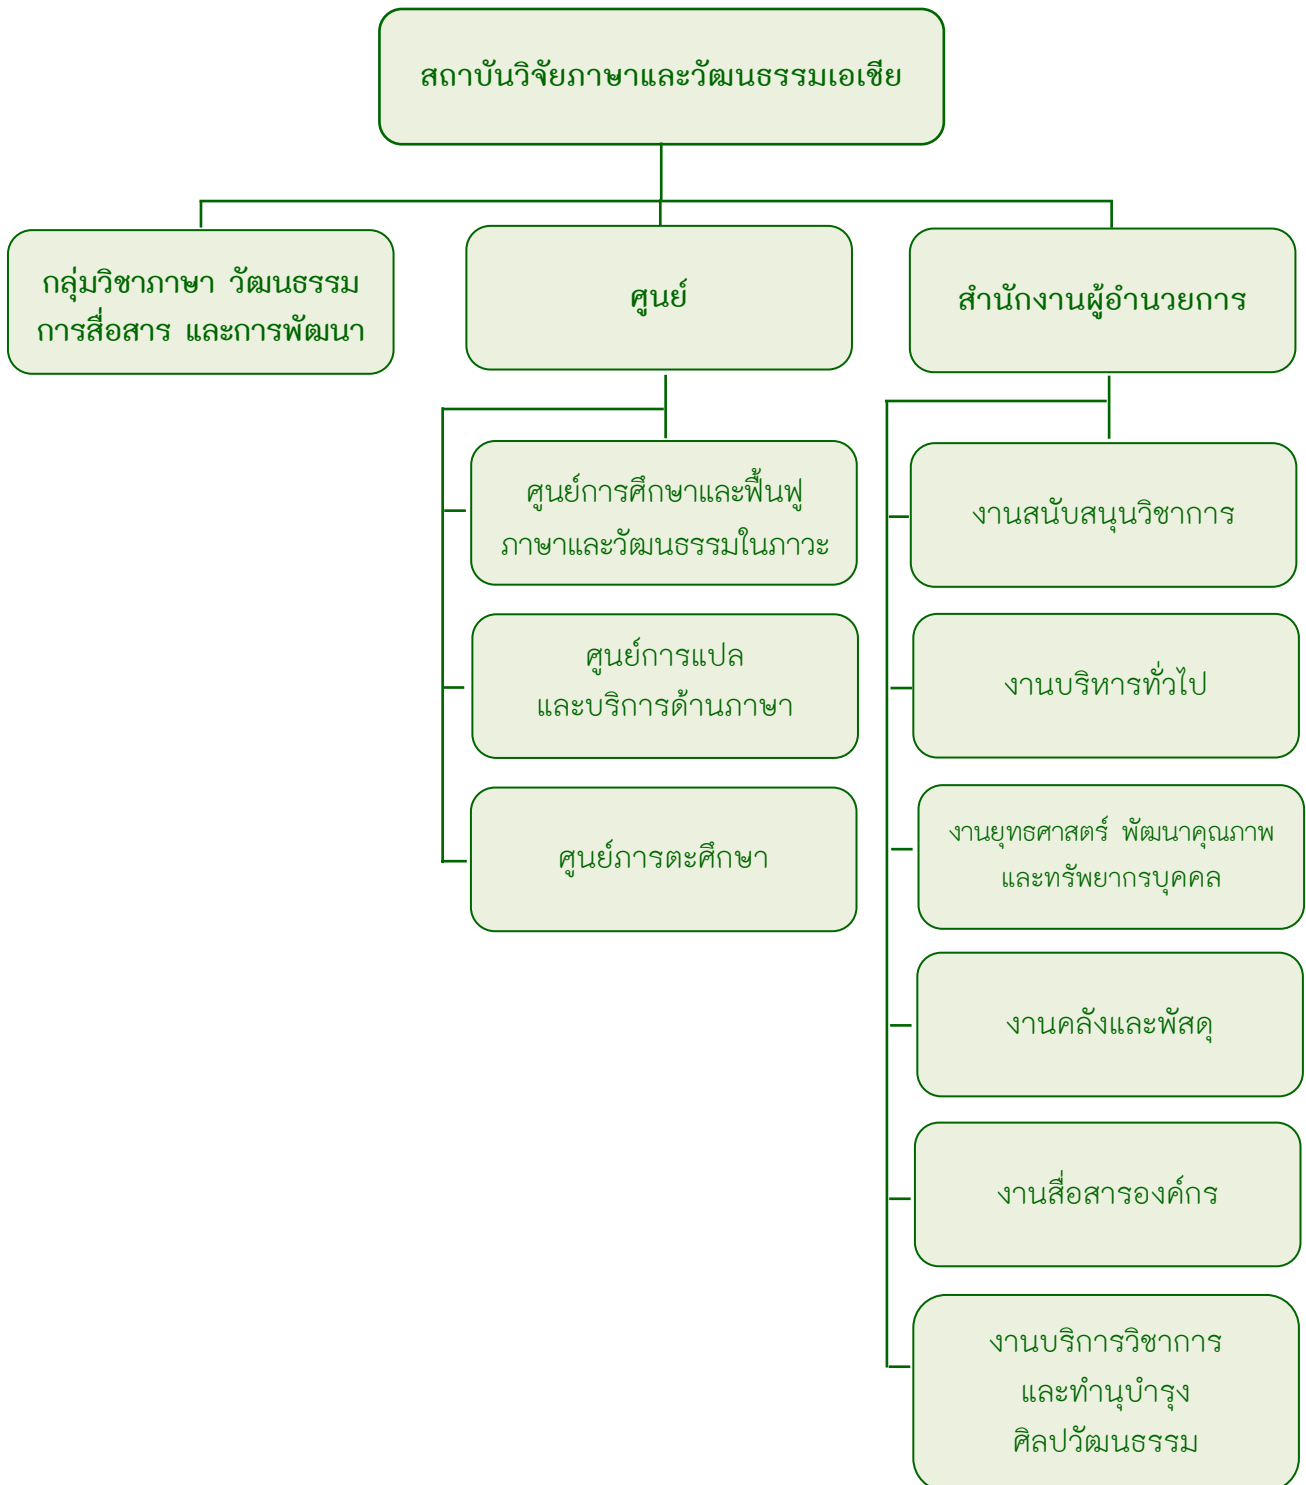 สถาบันวิจัยภาษาและวัฒนธรรมเอเชีย
กลุ่มวิชาภาษา วัฒนธรรม
การสื่อสาร และการพัฒนา
ศูนย์
สำนักงานผู้อำนวยการ
ศูนย์การศึกษาและฟื้นฟู
ภาษาและวัฒนธรรมในภาวะ
ศูนย์การแปล
และบริการด้านภาษา
ศูนย์ภารตะศึกษา
งานสนับสนุนวิชาการ
งานบริหารทั่วไป
งานยุทธศาสตร์ พัฒนาคุณภาพ
และทรัพยากรบุคคล
งานคลังและพัสดุ
งานสื่อสารองค์กร
งานบริการวิชาการ
และทำนุบำรุง
ศิลปวัฒนธรรม